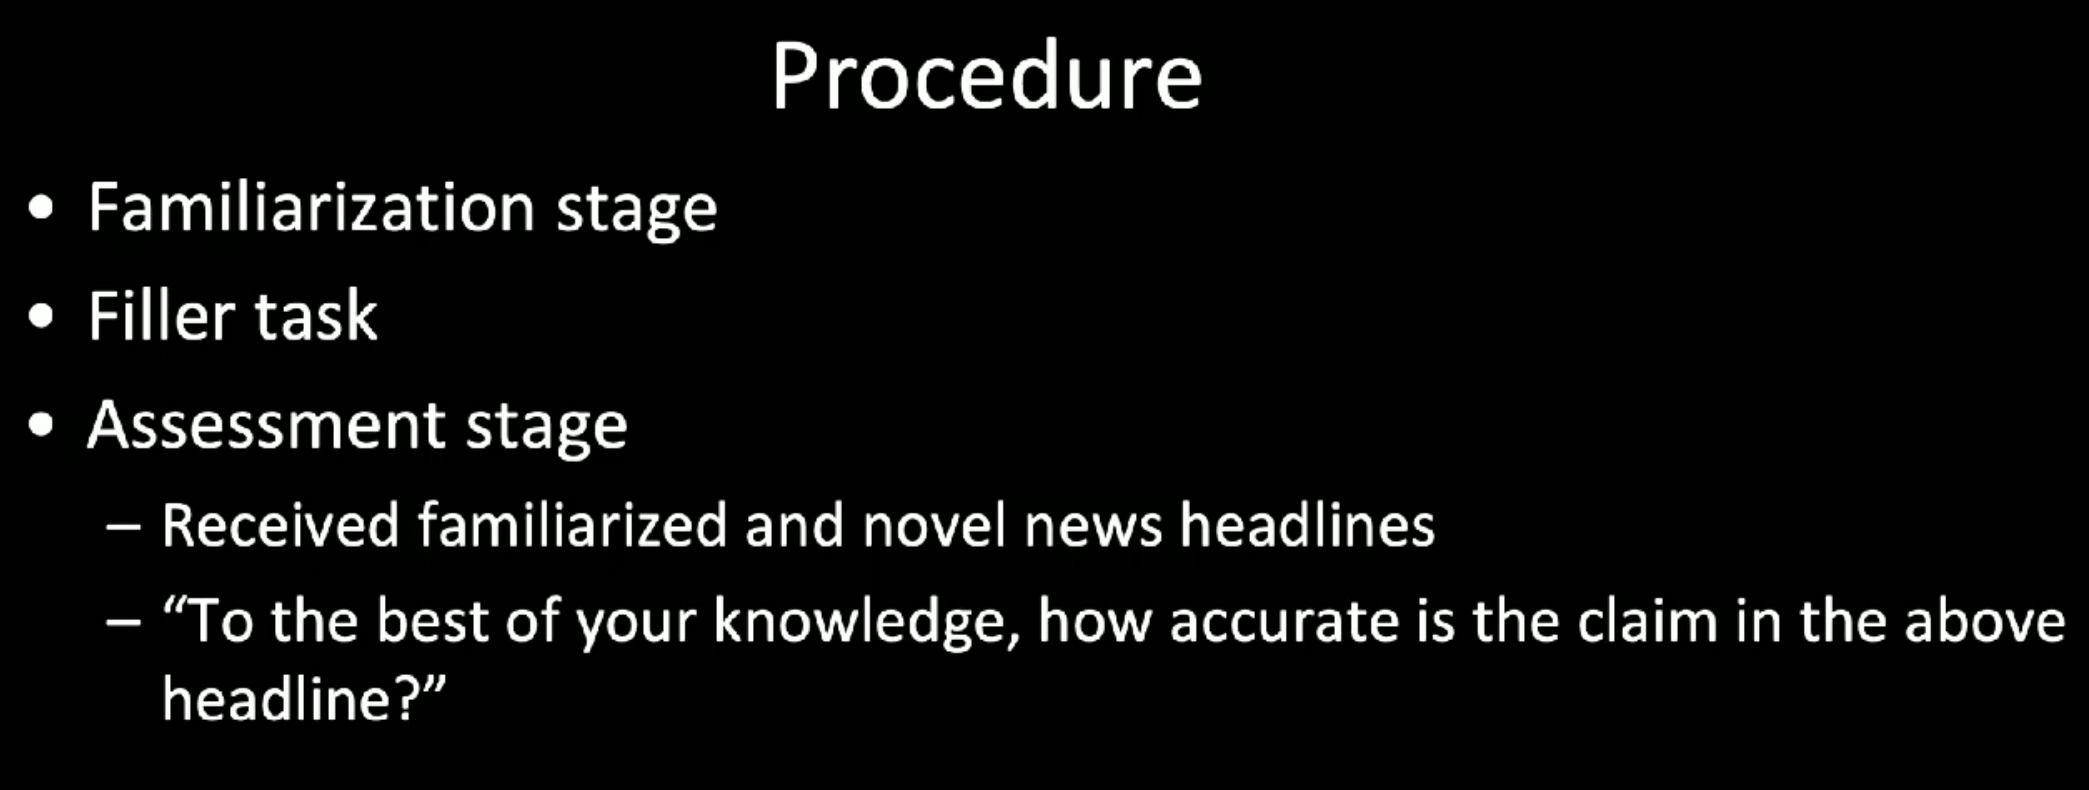 Procedure
• Familiarization stage
• Filler task
• Assessment stage
– Received familiarized and novel news headlines
– “To the best of your knowledge, how accurate is the claim in the above
headline?”